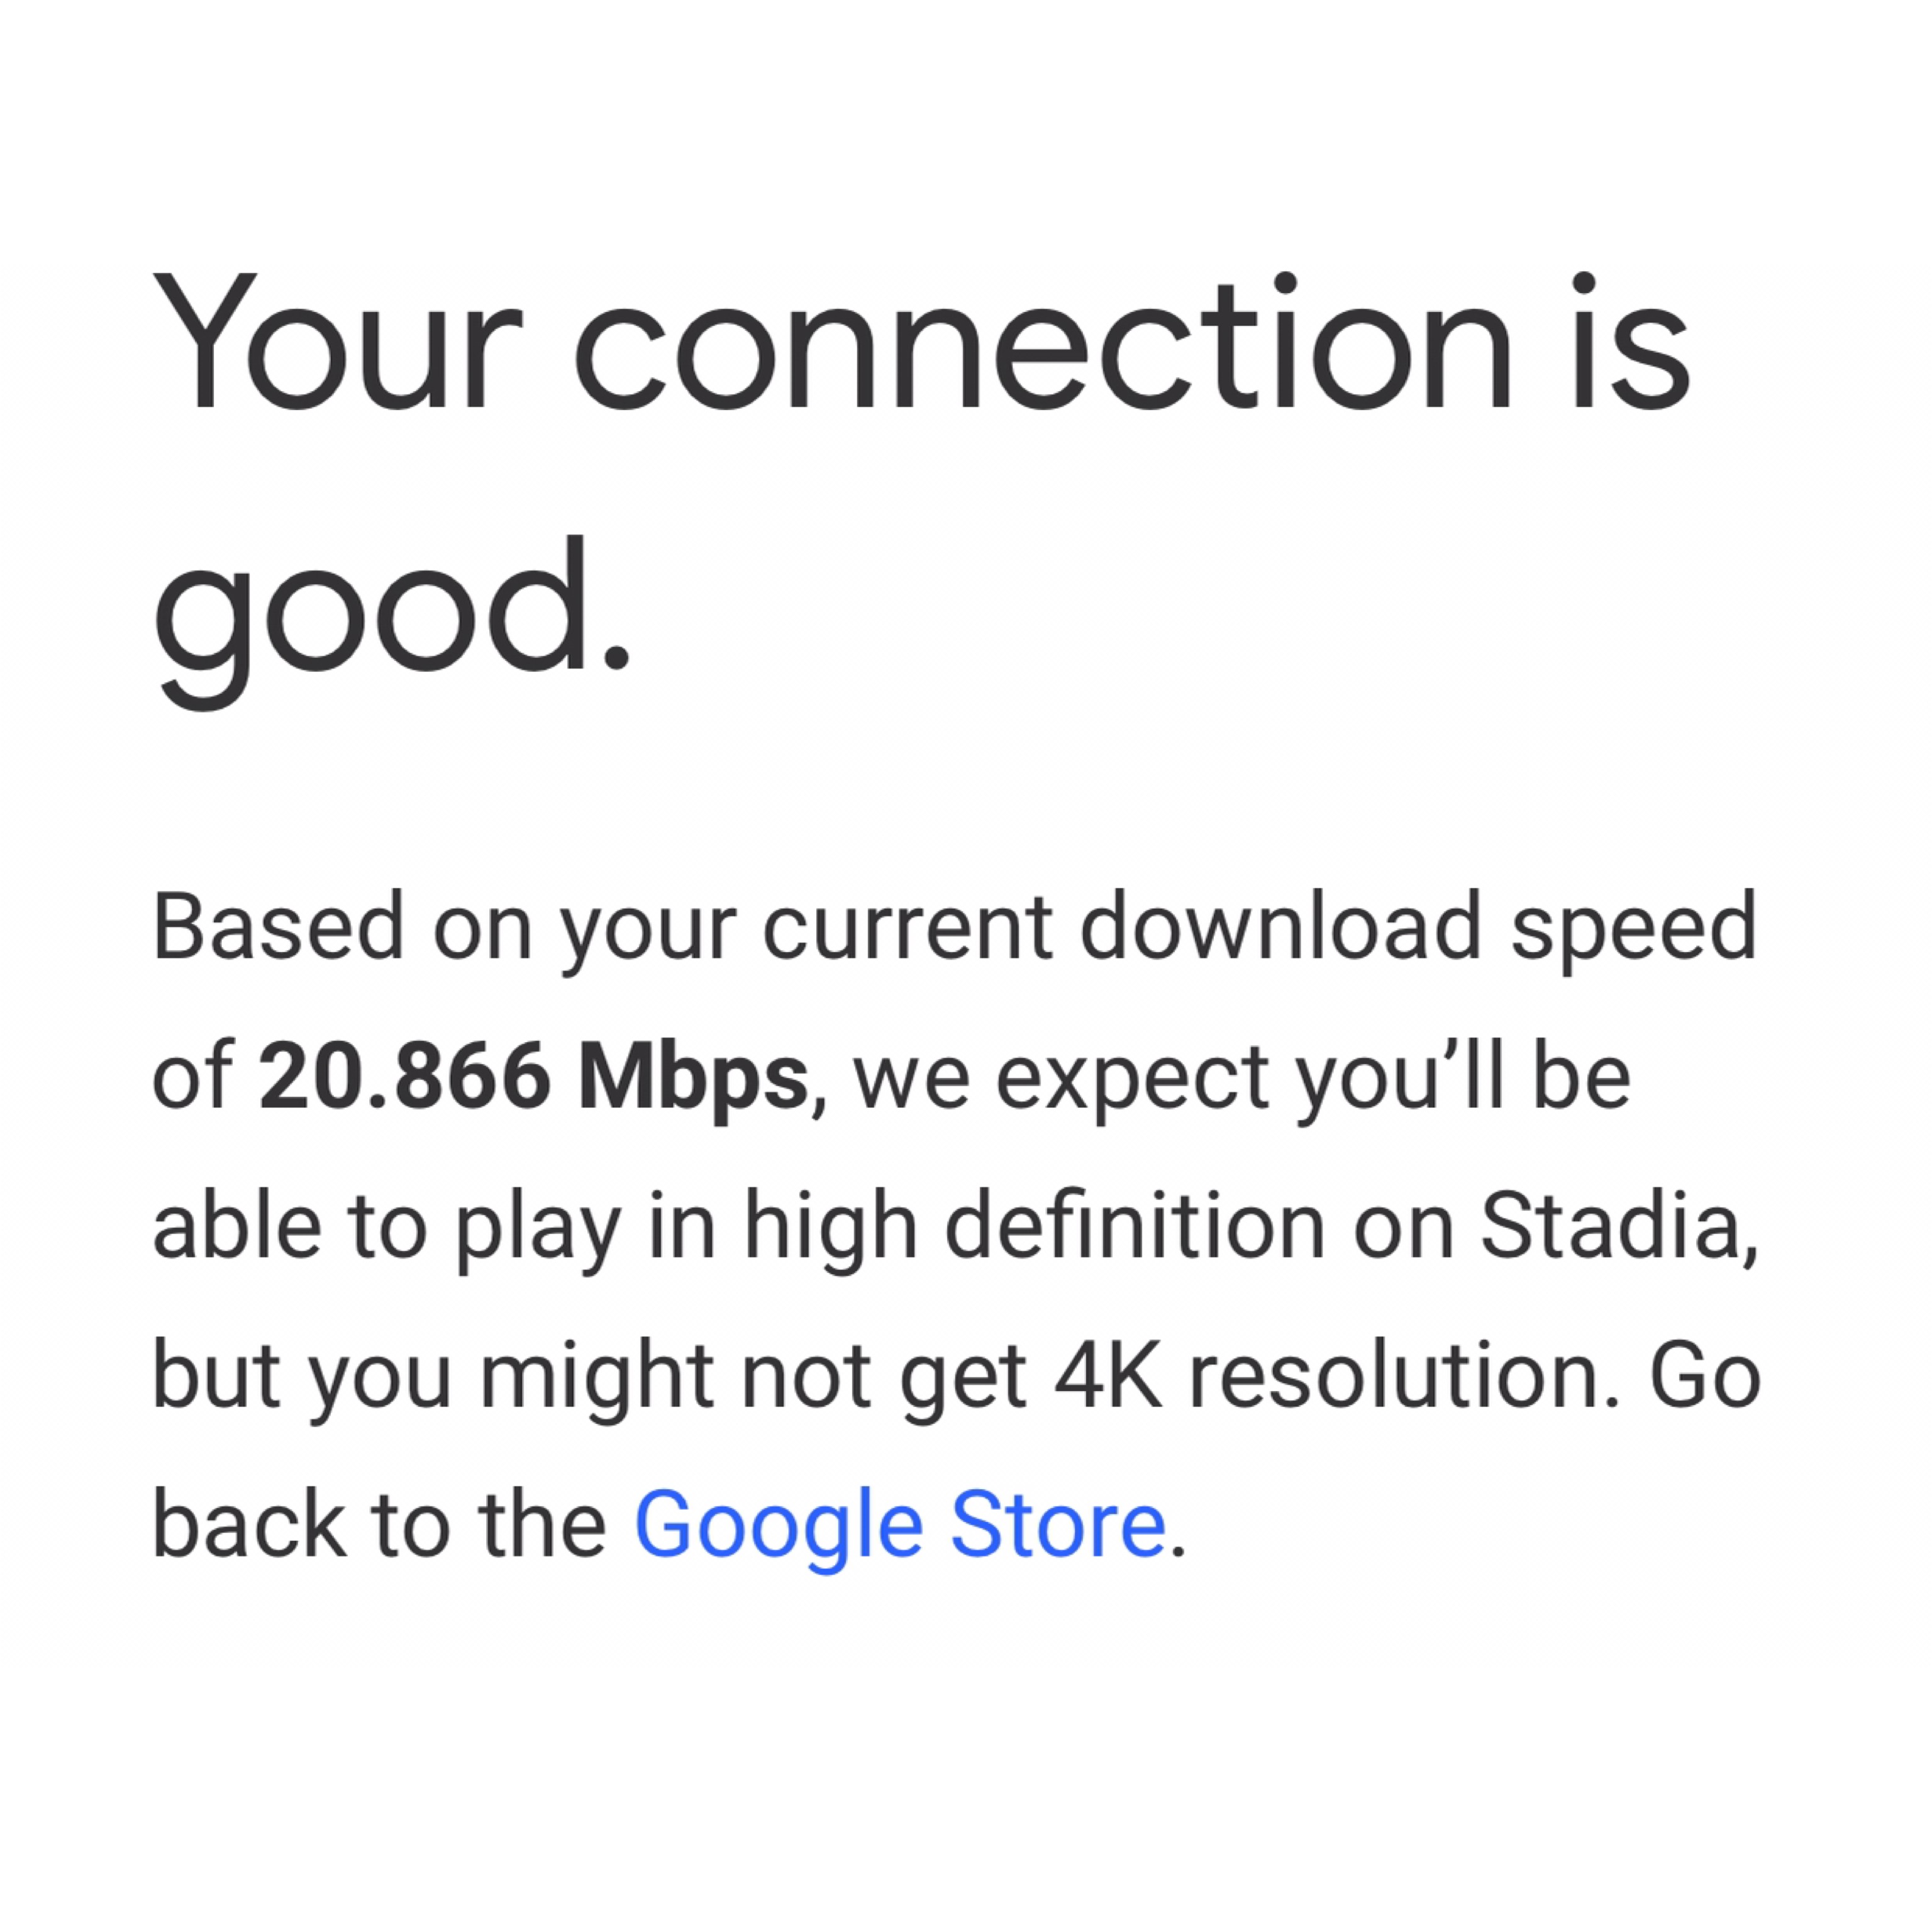 Your connection is
good.
Based on your current download speed
of 20.866 Mbps, we expect you’ll be
able to play in high definition on Stadia,
but you might not get 4K resolution. Go
back to the Google Store.